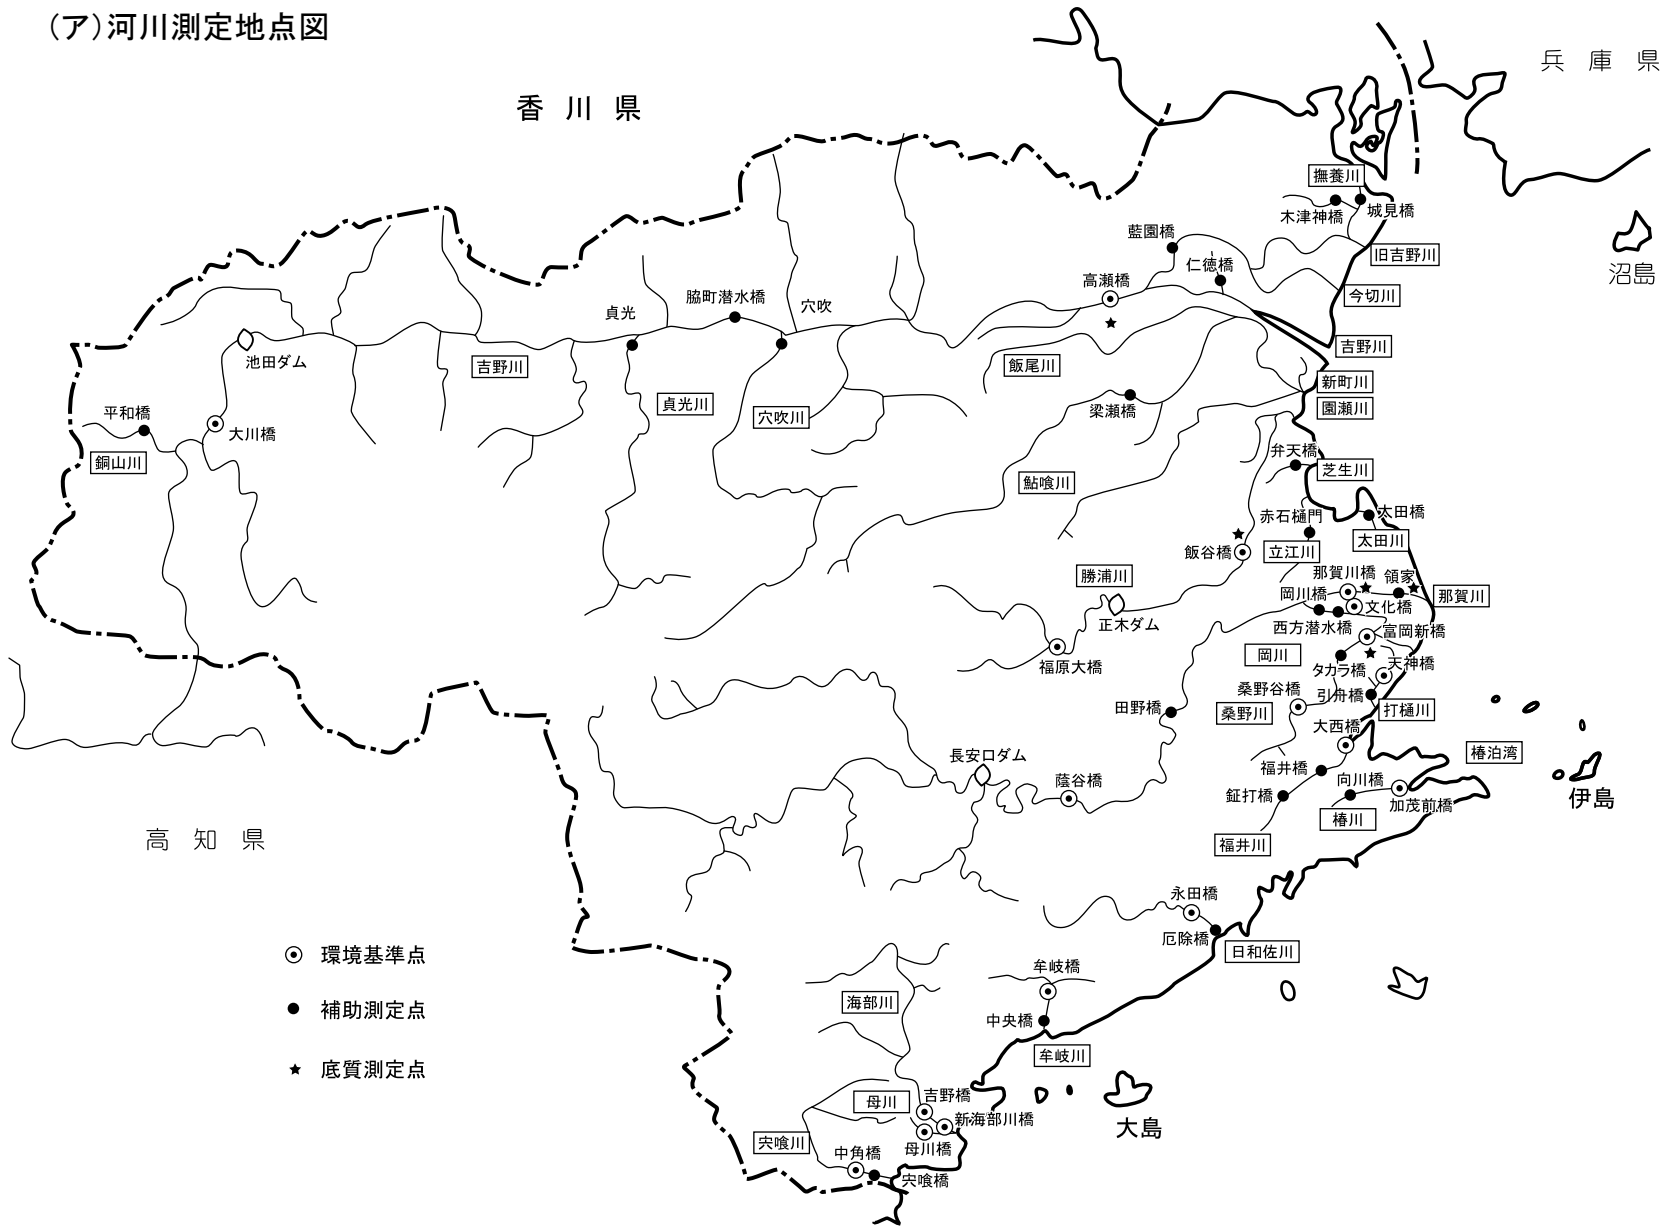 (ア)河川測定地点図
兵庫県
香川県
撫養川
木津神橋
城見橋
藍園橋
仁徳橋
旧吉野川
沼島
高瀬橋
今切川
脇町潜水橋
穴吹
貞光
吉野川
池田ダム
吉野川
飯尾川
新町川
貞光川
穴吹川
梁瀬橋
園瀬川
平和橋
大川橋
銅山川
弁天橋
芝生川
鮎喰川
赤石樋門
太田橋
飯谷橋
立江川
太田川
勝浦川
那賀川橋
領家
岡川橋
文化橋
那賀川
正木ダム
西方潜水橋
富岡新橋
福原大橋
岡川
タカラ橋
天神橋
桑野谷橋
引舟橋
田野橋
桑野川
打樋川
大西橋
長安口ダム
椿泊湾
福井橋
蔭谷橋
鉦打橋
向川橋
加茂前橋
伊島
椿川
高知県
福井川
永田橋
厄除橋
日和佐川
環境基準点
牟岐橋
海部川
補助測定点
中央橋
牟岐川
底質測定点
母川
吉野橋
新海部川橋
大島
宍喰川
母川橋
中角橋
宍喰橋